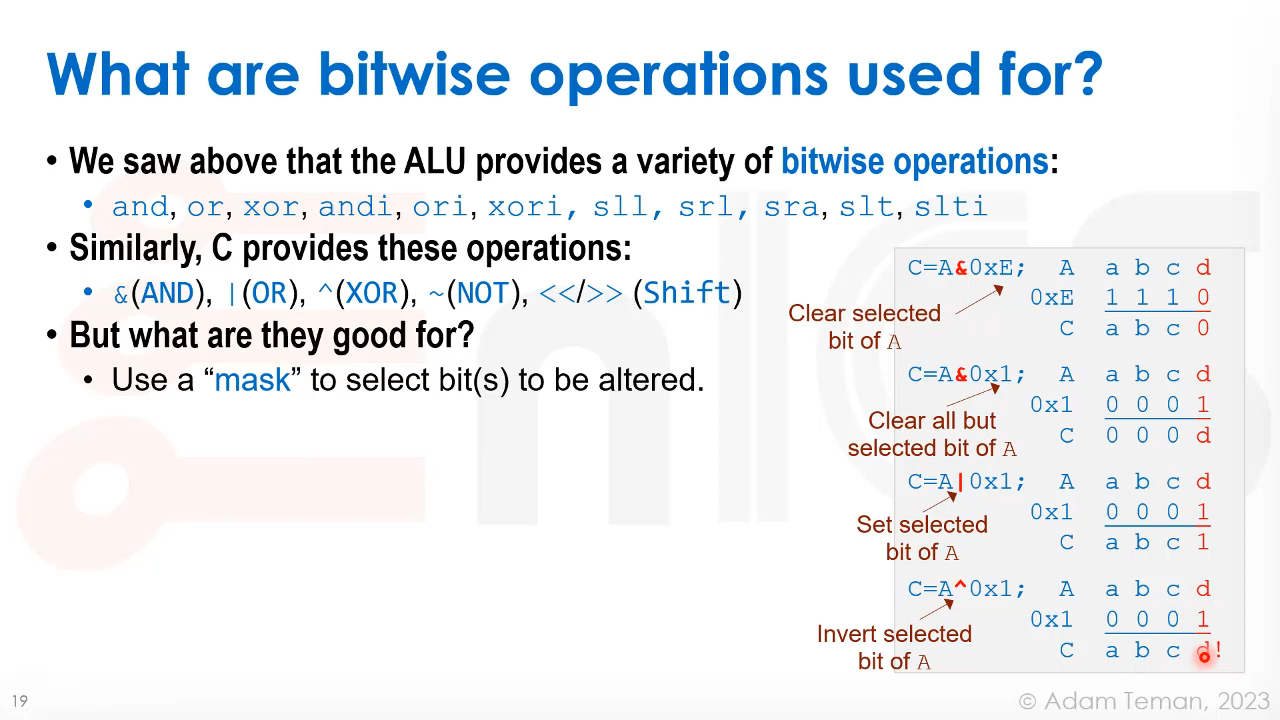 What are bitwise operations used for?
• We saw above that the ALU provides a variety of bitwise operations:
• and, or, xor, andi, ori, xori, sll, srl, sra, slt, slti
• Similarly, C provides these operations:
• &(AND), |(OR), ^(XOR), ~(NOT), <</>> (Shift)
• But what are they good for?
• Use a “mask” to select bit(s) to be altered.
C=A&0xE; A a b c d
0xE 1 1 1 0
C a b c 0
Clear selected
bit of A
C=A&0x1; A a b c d
0x1 0 0 0 1
C 0 0 0 d
Clear all but
selected bit of A
C=A|0x1; A a b c d
0x1 0 0 0 1
C a b c 1
Set selected
bit of A
C=A^0x1; A a b c d
0x1 0 0 0 1
C a b c d!
Invert selected
bit of A
19
© Adam Teman, 2023